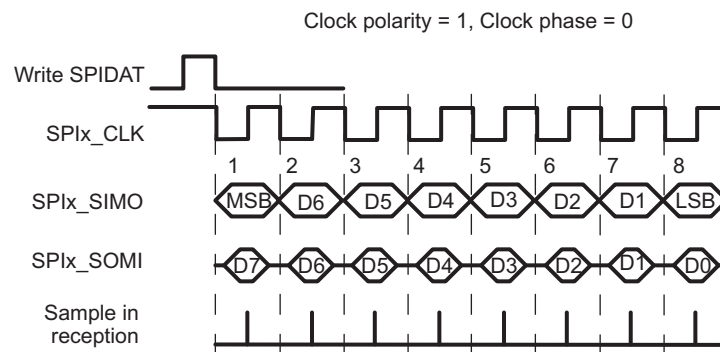 Clock polarity = 1, Clock phase = 0
Write SPIDAT
SPIx_CLK
1 2 3 4 5 6 7 8
SPIx_SIMO MSB D6 D5 D4 D3 D2 D1 LSB
SPIx_SOMI D7 D6 D5 D4 D3 D2 D1 D0
Sample in
reception